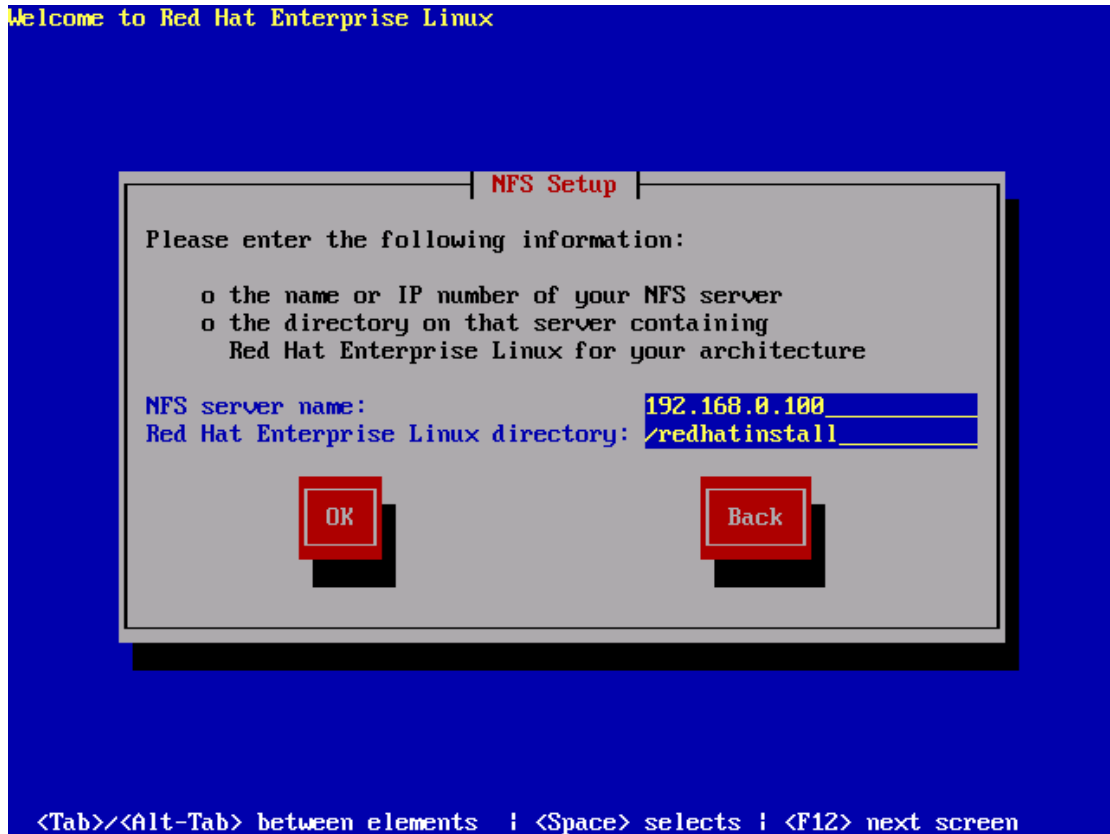 Welcome to Red Hat Enterprise Linux
NFS Setup
Please enter the following information:
o the name or IP number of your NFS server
o the directory on that server containing
Red Hat Enterprise Linux for your architecture
NFS server name: 192.168.0.100
Red Hat Enterprise Linux directory: /redhatinstall
OK Back
<Tab>/<Alt-Tab> between elements | <Space> selects | <F12> next screen